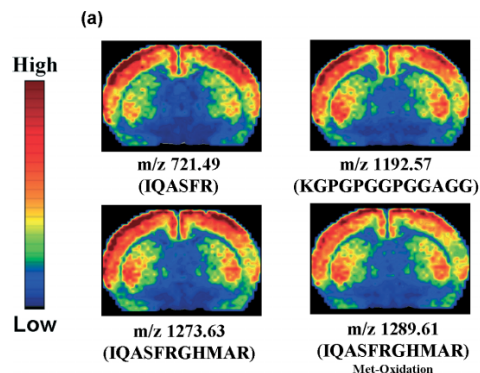 (a)
High
Low
m/z 721.49
(IQASFR)
m/z 1192.57
(KGPGPGGPGGAGG)
m/z 1273.63
(IQASFRGHMAR)
m/z 1289.61
(IQASFRGHMAR)
Met-Oxidation